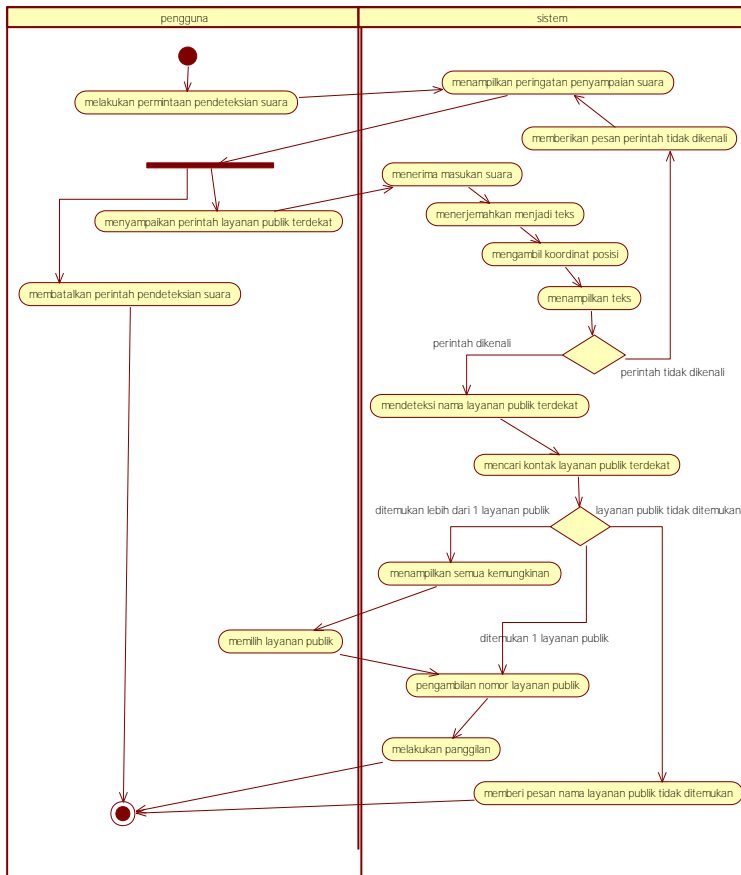 pengguna
sistem
melakukan permintaan pendeteksian suara
menampilkan peringatan penyampaian suara
memberikan pesan perintah tidak dikenali
menerima masukan suara
menyampaikan perintah layanan publik terdekat
menerjemahkan menjadi teks
mengambil koordinat posisi
membatalkan perintah pendeteksian suara
menampilkan teks
perintah dikenali
perintah tidak dikenali
mendeteksi nama layanan publik terdekat
mencari kontak layanan publik terdekat
ditemukan lebih dari 1 layanan publik
layanan publik tidak ditemukan
menampilkan semua kemungkinan
memilih layanan publik
ditemukan 1 layanan publik
pengambilan nomor layanan publik
melakukan panggilan
memberi pesan nama layanan publik tidak ditemukan